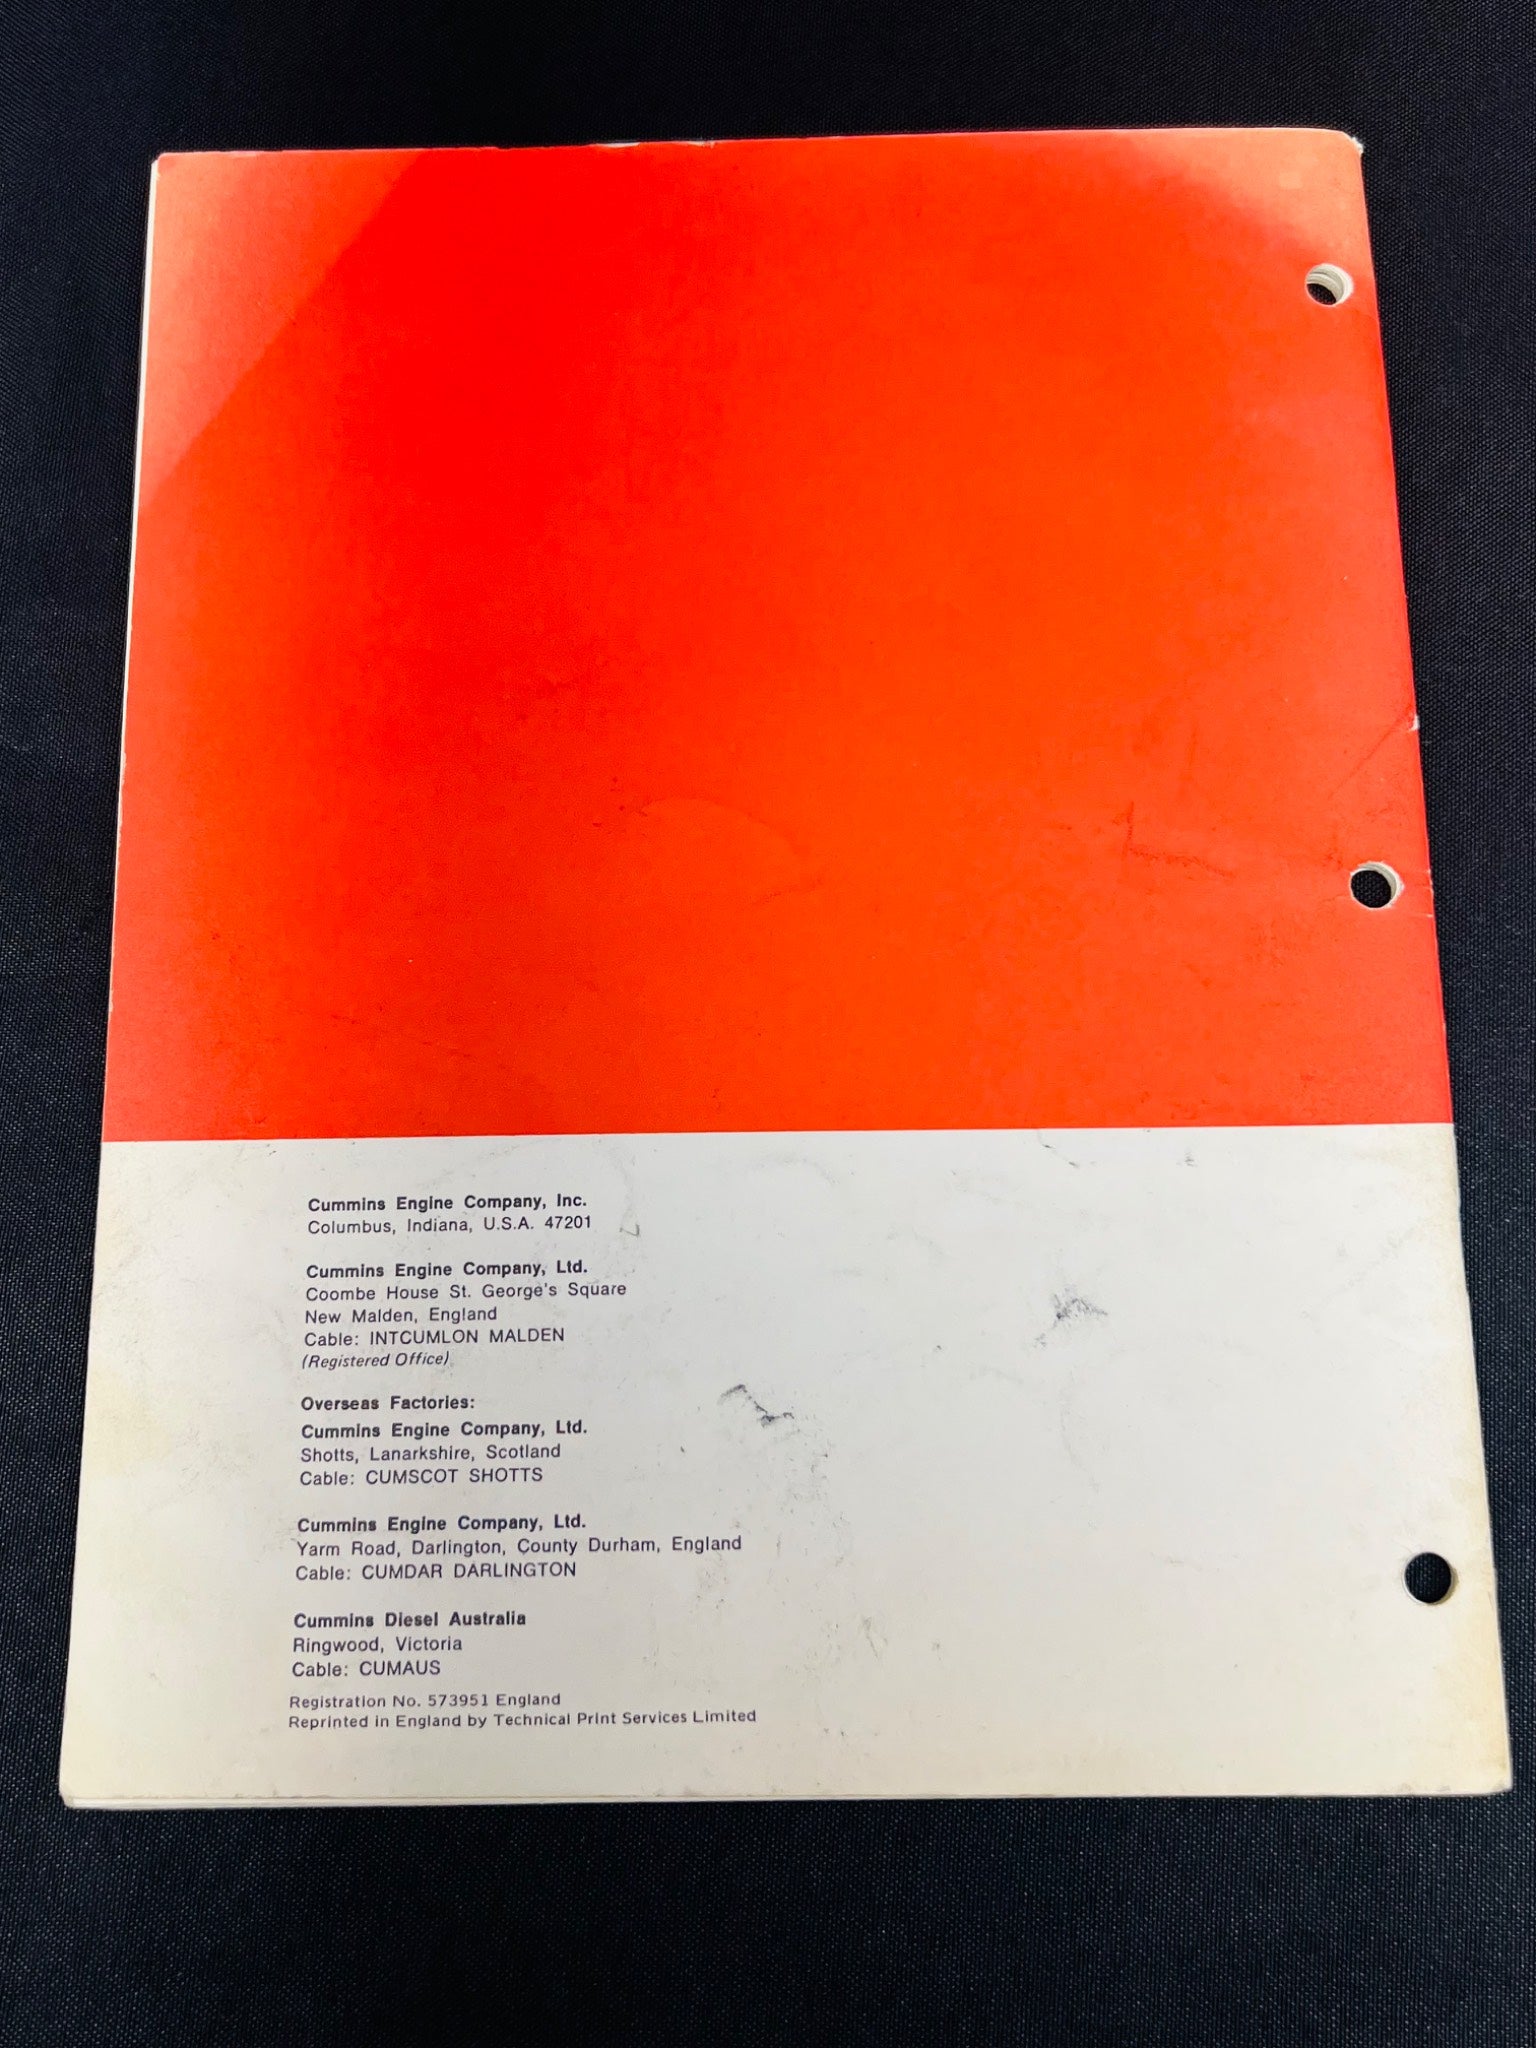 Cummins Engine Company, Inc.
Columbus, Indiana, U.S.A. 47201
Cummins Engine Company, Ltd.
Coombe House St. George's Square
New Malden, England
Cable: INTCUMLON MALDEN
(Registered Office)
Overseas Factories:
Cummins Engine Company, Ltd.
Shotts, Lanarkshire, Scotland
Cable: CUMSCOT SHOTTS
Cummins Engine Company, Ltd.
Yarm Road, Darlington, County Durham, England
Cable: CUMDAR DARLINGTON
Cummins Diesel Australia
Ringwood, Victoria
Cable: CUMAUS
Registration No. 573951 England
Reprinted in England by Technical Print Services Limited